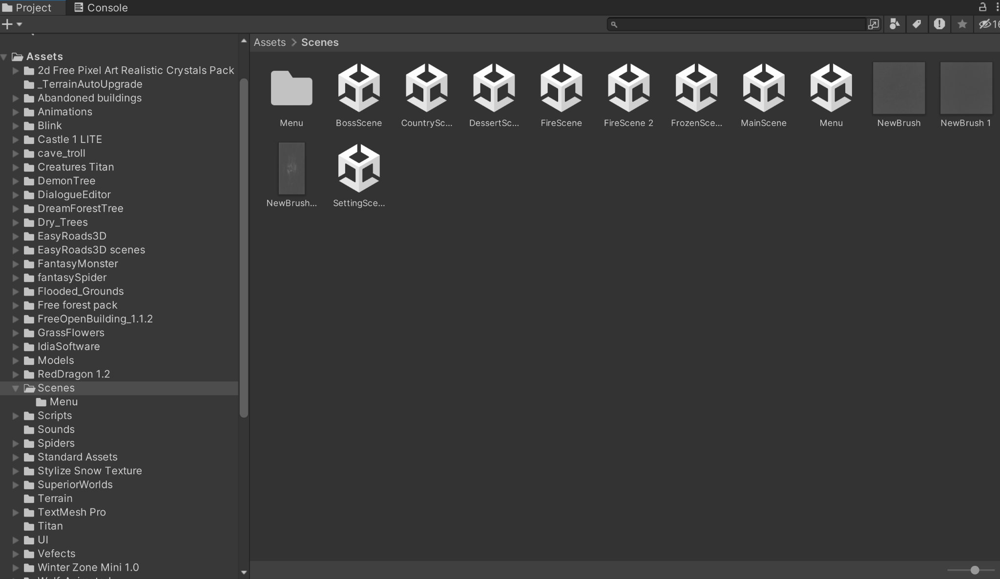 Project
Console
16
Assets
2d Free Pixel Art Realistic Crystals Pack
_TerrainAutoUpgrade
Abandoned buildings
Animations
Blink
Castle 1 LITE
cave_troll
Creatures Titan
DemonTree
DialogueEditor
DreamForestTree
Dry_Trees
EasyRoads3D
EasyRoads3D scenes
FantasyMonster
fantasySpider
Flooded_Grounds
Free forest pack
FreeOpenBuilding_1.1.2
GrassFlowers
IdiaSoftware
Models
RedDragon 1.2
Scenes
Menu
Scripts
Sounds
Spiders
Standard Assets
Stylize Snow Texture
SuperiorWorlds
Terrain
TextMesh Pro
Titan
UI
Vefects
Winter Zone Mini 1.0
Assets > Scenes
Menu
BossScene
CountrySc...
DessertSc...
FireScene
FireScene 2
FrozenSce...
MainScene
Menu
NewBrush
NewBrush 1
NewBrush...
SettingSce...